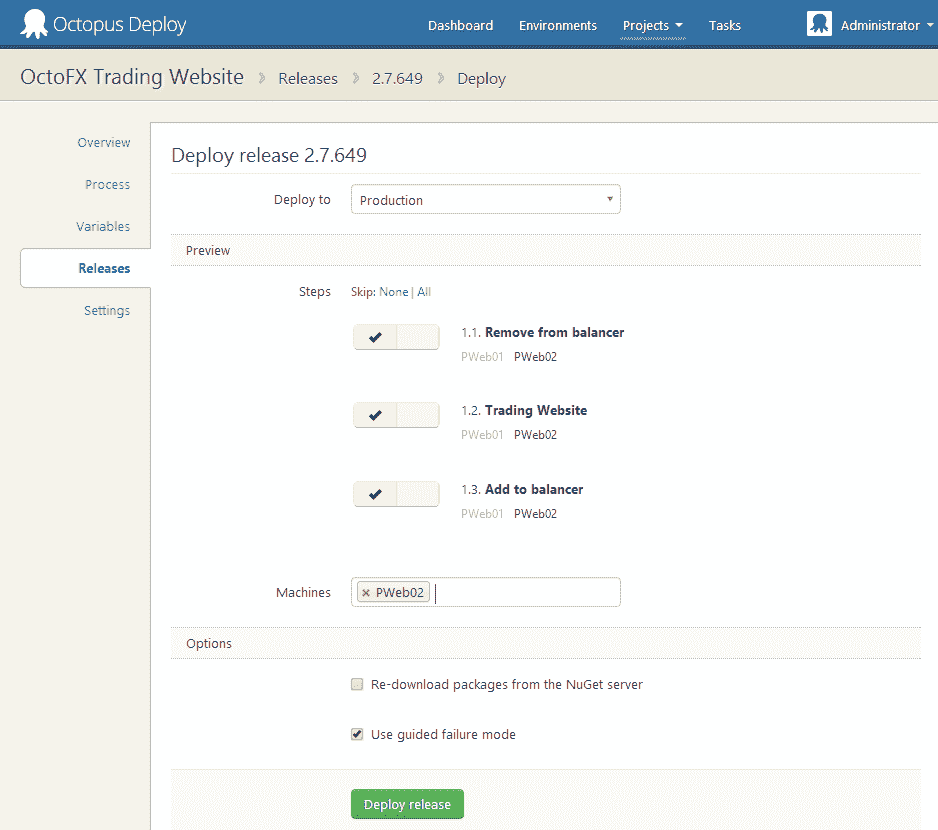 Octopus Deploy Dashboard Environments Projects Tasks Administrator
OctoFX Trading Website Releases 2.7.649 Deploy
Overview
Process
Variables
Releases
Settings
Deploy release 2.7.649
Deploy to Production
Preview
Steps Skip: None | All
1.1. Remove from balancer
PWeb01 PWeb02
1.2. Trading Website
PWeb01 PWeb02
1.3. Add to balancer
PWeb01 PWeb02
Machines × PWeb02
Options
Re-download packages from the NuGet server
Use guided failure mode
Deploy release